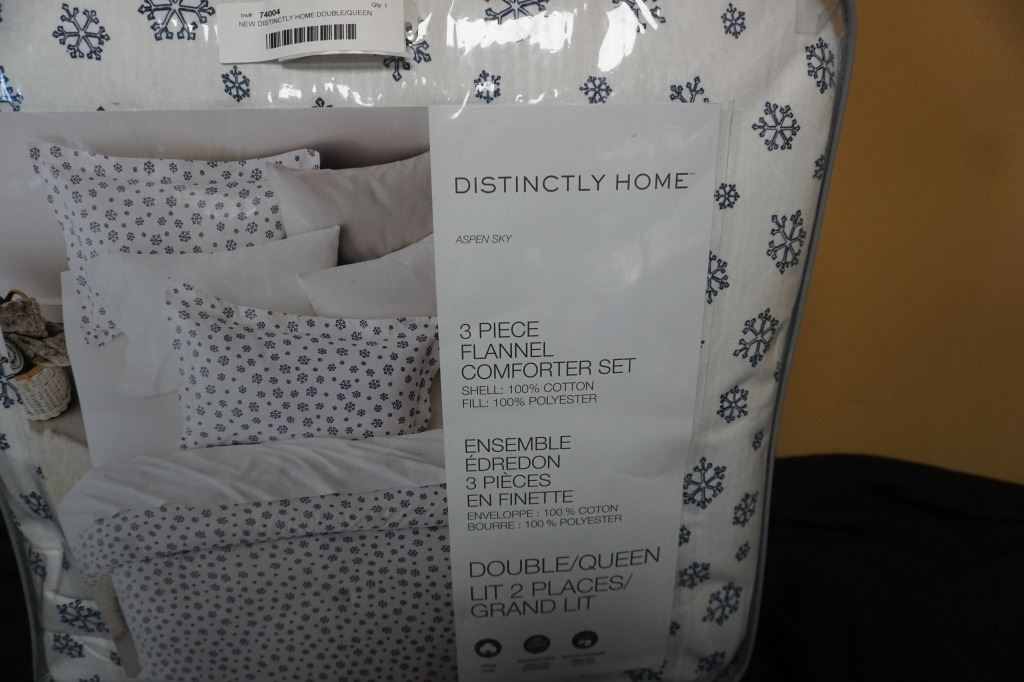 Inv#: 74004 Qty: 1
NEW DISTINCTLY HOME DOUBLE/QUEEN
DISTINCTLY HOME™
ASPEN SKY
3 PIECE
FLANNEL
COMFORTER SET
SHELL: 100% COTTON
FILL: 100% POLYESTER
ENSEMBLE
ÉDREDON
3 PIÈCES
EN FINETTE
ENVELOPPE : 100 % COTON
BOURRE : 100 % POLYESTER
DOUBLE/QUEEN
LIT 2 PLACES/
GRAND LIT